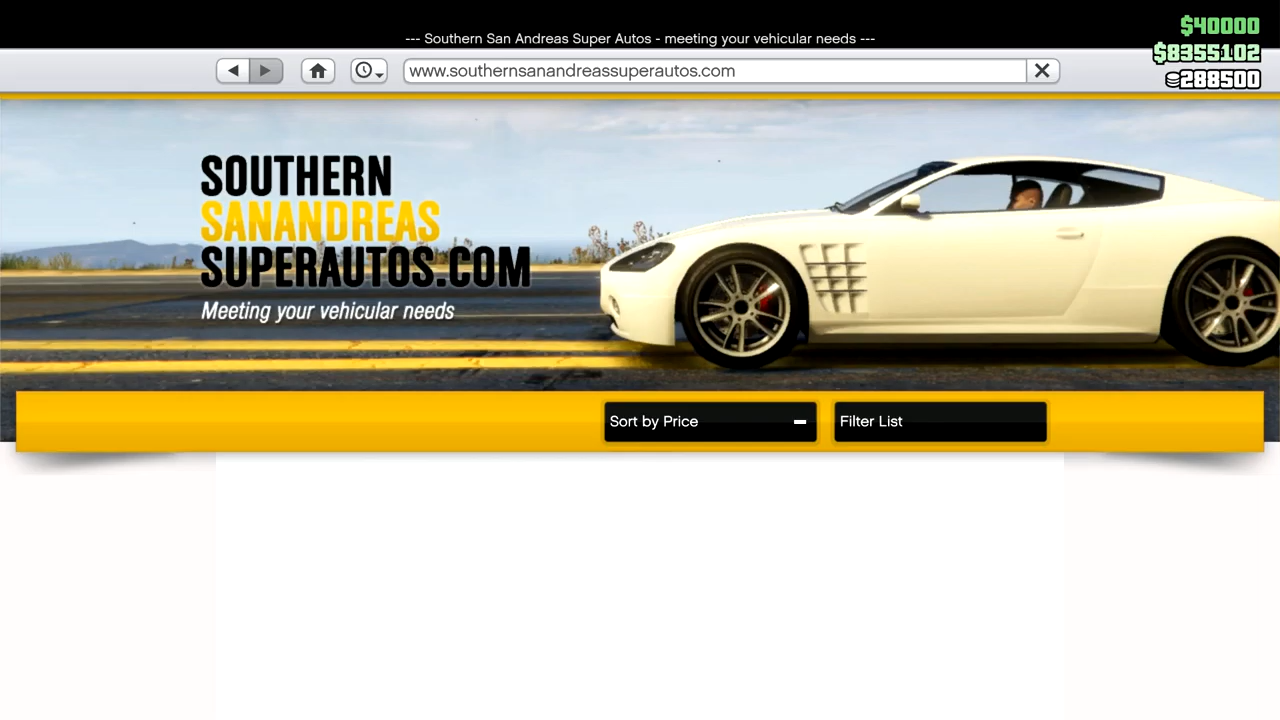 $40000
--- Southern San Andreas Super Autos - meeting your vehicular needs ---
$8355102
www.southernsanandreassuperautos.com
288500
SOUTHERN
SANANDREAS
SUPERAUTOS.COM
Meeting your vehicular needs
Sort by Price
Filter List